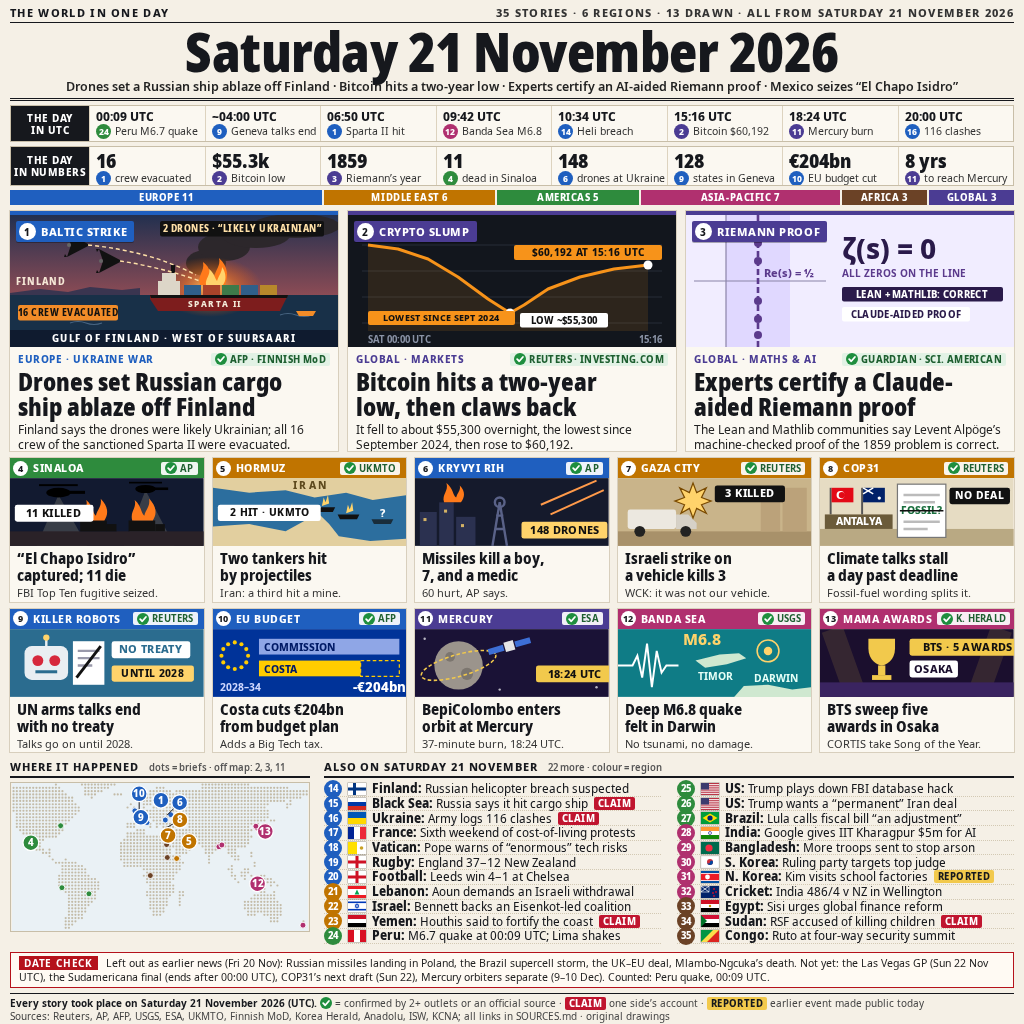 THE WORLD IN ONE DAY
35 STORIES · 6 REGIONS · 13 DRAWN · ALL FROM SATURDAY 21 NOVEMBER 2026
Saturday 21 November 2026
Drones set a Russian ship ablaze off Finland · Bitcoin hits a two-year low · Experts certify an AI-aided Riemann proof · Mexico seizes “El Chapo Isidro”
THE DAY IN UTC
00:09 UTC
24 Peru M6.7 quake
~04:00 UTC
9 Geneva talks end
06:50 UTC
1 Sparta II hit
09:42 UTC
12 Banda Sea M6.8
10:34 UTC
14 Heli breach
15:16 UTC
2 Bitcoin $60,192
18:24 UTC
11 Mercury burn
20:00 UTC
16 116 clashes
THE DAY IN NUMBERS
16
1 crew evacuated
$55.3k
2 Bitcoin low
1859
3 Riemann’s year
11
4 dead in Sinaloa
148
6 drones at Ukraine
128
9 states in Geneva
€204bn
10 EU budget cut
8 yrs
11 to reach Mercury
EUROPE 11
MIDDLE EAST 6
AMERICAS 5
ASIA-PACIFIC 7
AFRICA 3
GLOBAL 3
1 BALTIC STRIKE
2 DRONES · “LIKELY UKRAINIAN”
FINLAND
SPARTA II
16 CREW EVACUATED
GULF OF FINLAND · WEST OF SUURSAARI
EUROPE · UKRAINE WAR
AFP · FINNISH MoD
Drones set Russian cargo
ship ablaze off Finland
Finland says the drones were likely Ukrainian; all 16
crew of the sanctioned Sparta II were evacuated.
2 CRYPTO SLUMP
$60,192 AT 15:16 UTC
LOWEST SINCE SEPT 2024
LOW ~$55,300
SAT 00:00 UTC
15:16
GLOBAL · MARKETS
REUTERS · INVESTING.COM
Bitcoin hits a two-year
low, then claws back
It fell to about $55,300 overnight, the lowest since
September 2024, then rose to $60,192.
3 RIEMANN PROOF
Re(s) = ½
ζ(s) = 0
ALL ZEROS ON THE LINE
LEAN + MATHLIB: CORRECT
CLAUDE-AIDED PROOF
GLOBAL · MATHS & AI
GUARDIAN · SCI. AMERICAN
Experts certify a Claude-
aided Riemann proof
The Lean and Mathlib communities say Levent Alpöge’s
machine-checked proof of the 1859 problem is correct.
4 SINALOA
AP
11 KILLED
“El Chapo Isidro”
captured; 11 die
FBI Top Ten fugitive seized.
5 HORMUZ
UKMTO
IRAN
2 HIT · UKMTO
?
Two tankers hit
by projectiles
Iran: a third hit a mine.
6 KRYVYI RIH
AP
148 DRONES
Missiles kill a boy,
7, and a medic
60 hurt, AP says.
7 GAZA CITY
REUTERS
3 KILLED
Israeli strike on
a vehicle kills 3
WCK: it was not our vehicle.
8 COP31
REUTERS
NO DEAL
FOSSIL?
ANTALYA
Climate talks stall
a day past deadline
Fossil-fuel wording splits it.
9 KILLER ROBOTS
REUTERS
NO TREATY
UNTIL 2028
UN arms talks end
with no treaty
Talks go on until 2028.
10 EU BUDGET
AFP
COMMISSION
COSTA
2028–34
-€204bn
Costa cuts €204bn
from budget plan
Adds a Big Tech tax.
11 MERCURY
ESA
18:24 UTC
BepiColombo enters
orbit at Mercury
37-minute burn, 18:24 UTC.
12 BANDA SEA
USGS
M6.8
TIMOR
DARWIN
Deep M6.8 quake
felt in Darwin
No tsunami, no damage.
13 MAMA AWARDS
K. HERALD
BTS · 5 AWARDS
OSAKA
BTS sweep five
awards in Osaka
CORTIS take Song of the Year.
WHERE IT HAPPENED
dots = briefs · off map: 2, 3, 11
10
1
6
9
8
7
5
13
4
12
ALSO ON SATURDAY 21 NOVEMBER
22 more · colour = region
14 Finland: Russian helicopter breach suspected
15 Black Sea: Russia says it hit cargo ship CLAIM
16 Ukraine: Army logs 116 clashes CLAIM
17 France: Sixth weekend of cost-of-living protests
18 Vatican: Pope warns of “enormous” tech risks
19 Rugby: England 37–12 New Zealand
20 Football: Leeds win 4–1 at Chelsea
21 Lebanon: Aoun demands an Israeli withdrawal
22 Israel: Bennett backs an Eisenkot-led coalition
23 Yemen: Houthis said to fortify the coast CLAIM
24 Peru: M6.7 quake at 00:09 UTC; Lima shakes
25 US: Trump plays down FBI database hack
26 US: Trump wants a “permanent” Iran deal
27 Brazil: Lula calls fiscal bill “an adjustment”
28 India: Google gives IIT Kharagpur $5m for AI
29 Bangladesh: More troops sent to stop arson
30 S. Korea: Ruling party targets top judge
31 N. Korea: Kim visits school factories REPORTED
32 Cricket: India 486/4 v NZ in Wellington
33 Egypt: Sisi urges global finance reform
34 Sudan: RSF accused of killing children CLAIM
35 Congo: Ruto at four-way security summit
DATE CHECK Left out as earlier news (Fri 20 Nov): Russian missiles landing in Poland, the Brazil supercell storm, the UK–EU deal, Mlambo-Ngcuka’s death. Not yet: the Las Vegas GP (Sun 22 Nov
UTC), the Sudamericana final (ends after 00:00 UTC), COP31’s next draft (Sun 22), Mercury orbiters separate (9–10 Dec). Counted: Peru quake, 00:09 UTC.
Every story took place on Saturday 21 November 2026 (UTC). = confirmed by 2+ outlets or an official source · CLAIM one side’s account · REPORTED earlier event made public today
Sources: Reuters, AP, AFP, USGS, ESA, UKMTO, Finnish MoD, Korea Herald, Anadolu, ISW, KCNA; all links in SOURCES.md · original drawings